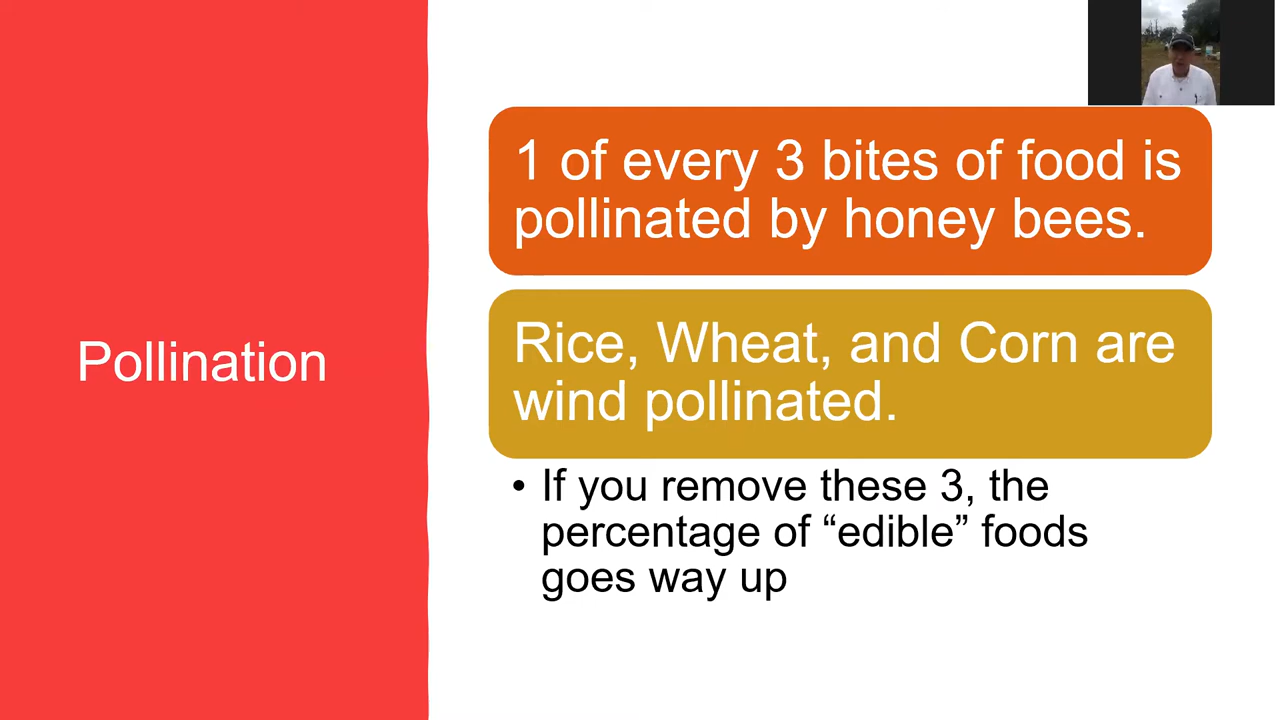 Pollination
1 of every 3 bites of food is
pollinated by honey bees.
Rice, Wheat, and Corn are
wind pollinated.
• If you remove these 3, the
percentage of “edible” foods
goes way up